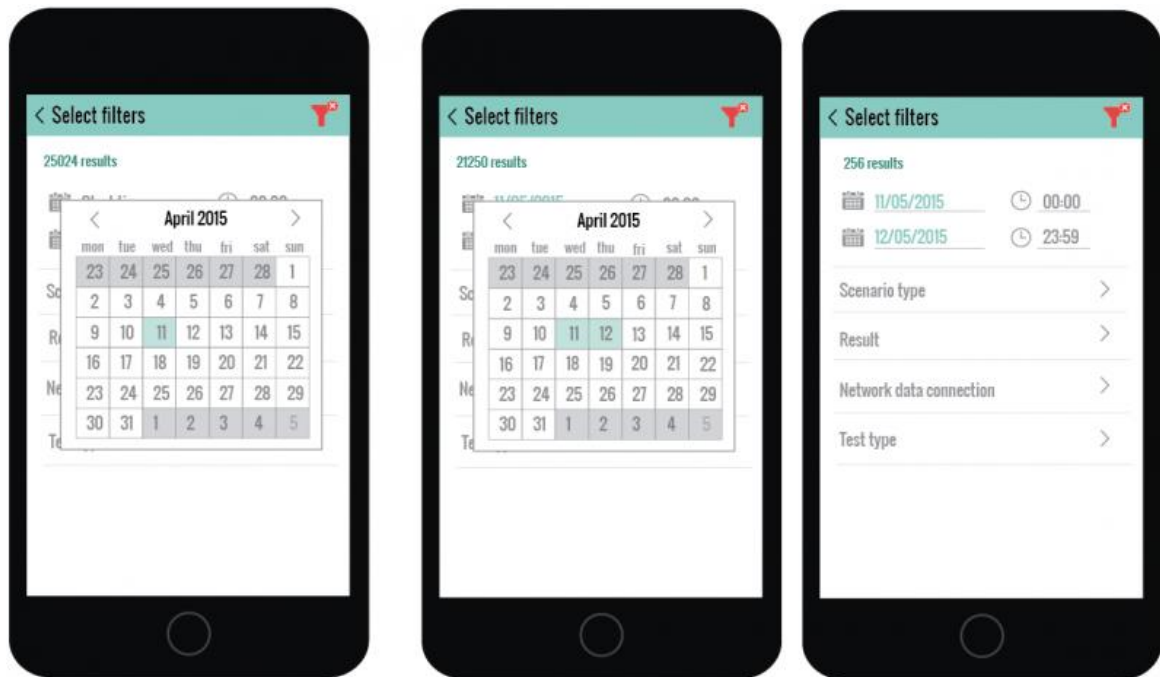 < Select filters
25024 results
< April 2015 >
mon tue wed thu fri sat sun
23 24 25 26 27 28 1
2 3 4 5 6 7 8
9 10 11 12 13 14 15
16 17 18 19 20 21 22
23 24 25 26 27 28 29
30 31 1 2 3 4 5
< Select filters
21250 results
11/05/2015
< April 2015 >
mon tue wed thu fri sat sun
23 24 25 26 27 28 1
2 3 4 5 6 7 8
9 10 11 12 13 14 15
16 17 18 19 20 21 22
23 24 25 26 27 28 29
30 31 1 2 3 4 5
< Select filters
256 results
11/05/2015 00:00
12/05/2015 23:59
Scenario type >
Result >
Network data connection >
Test type >